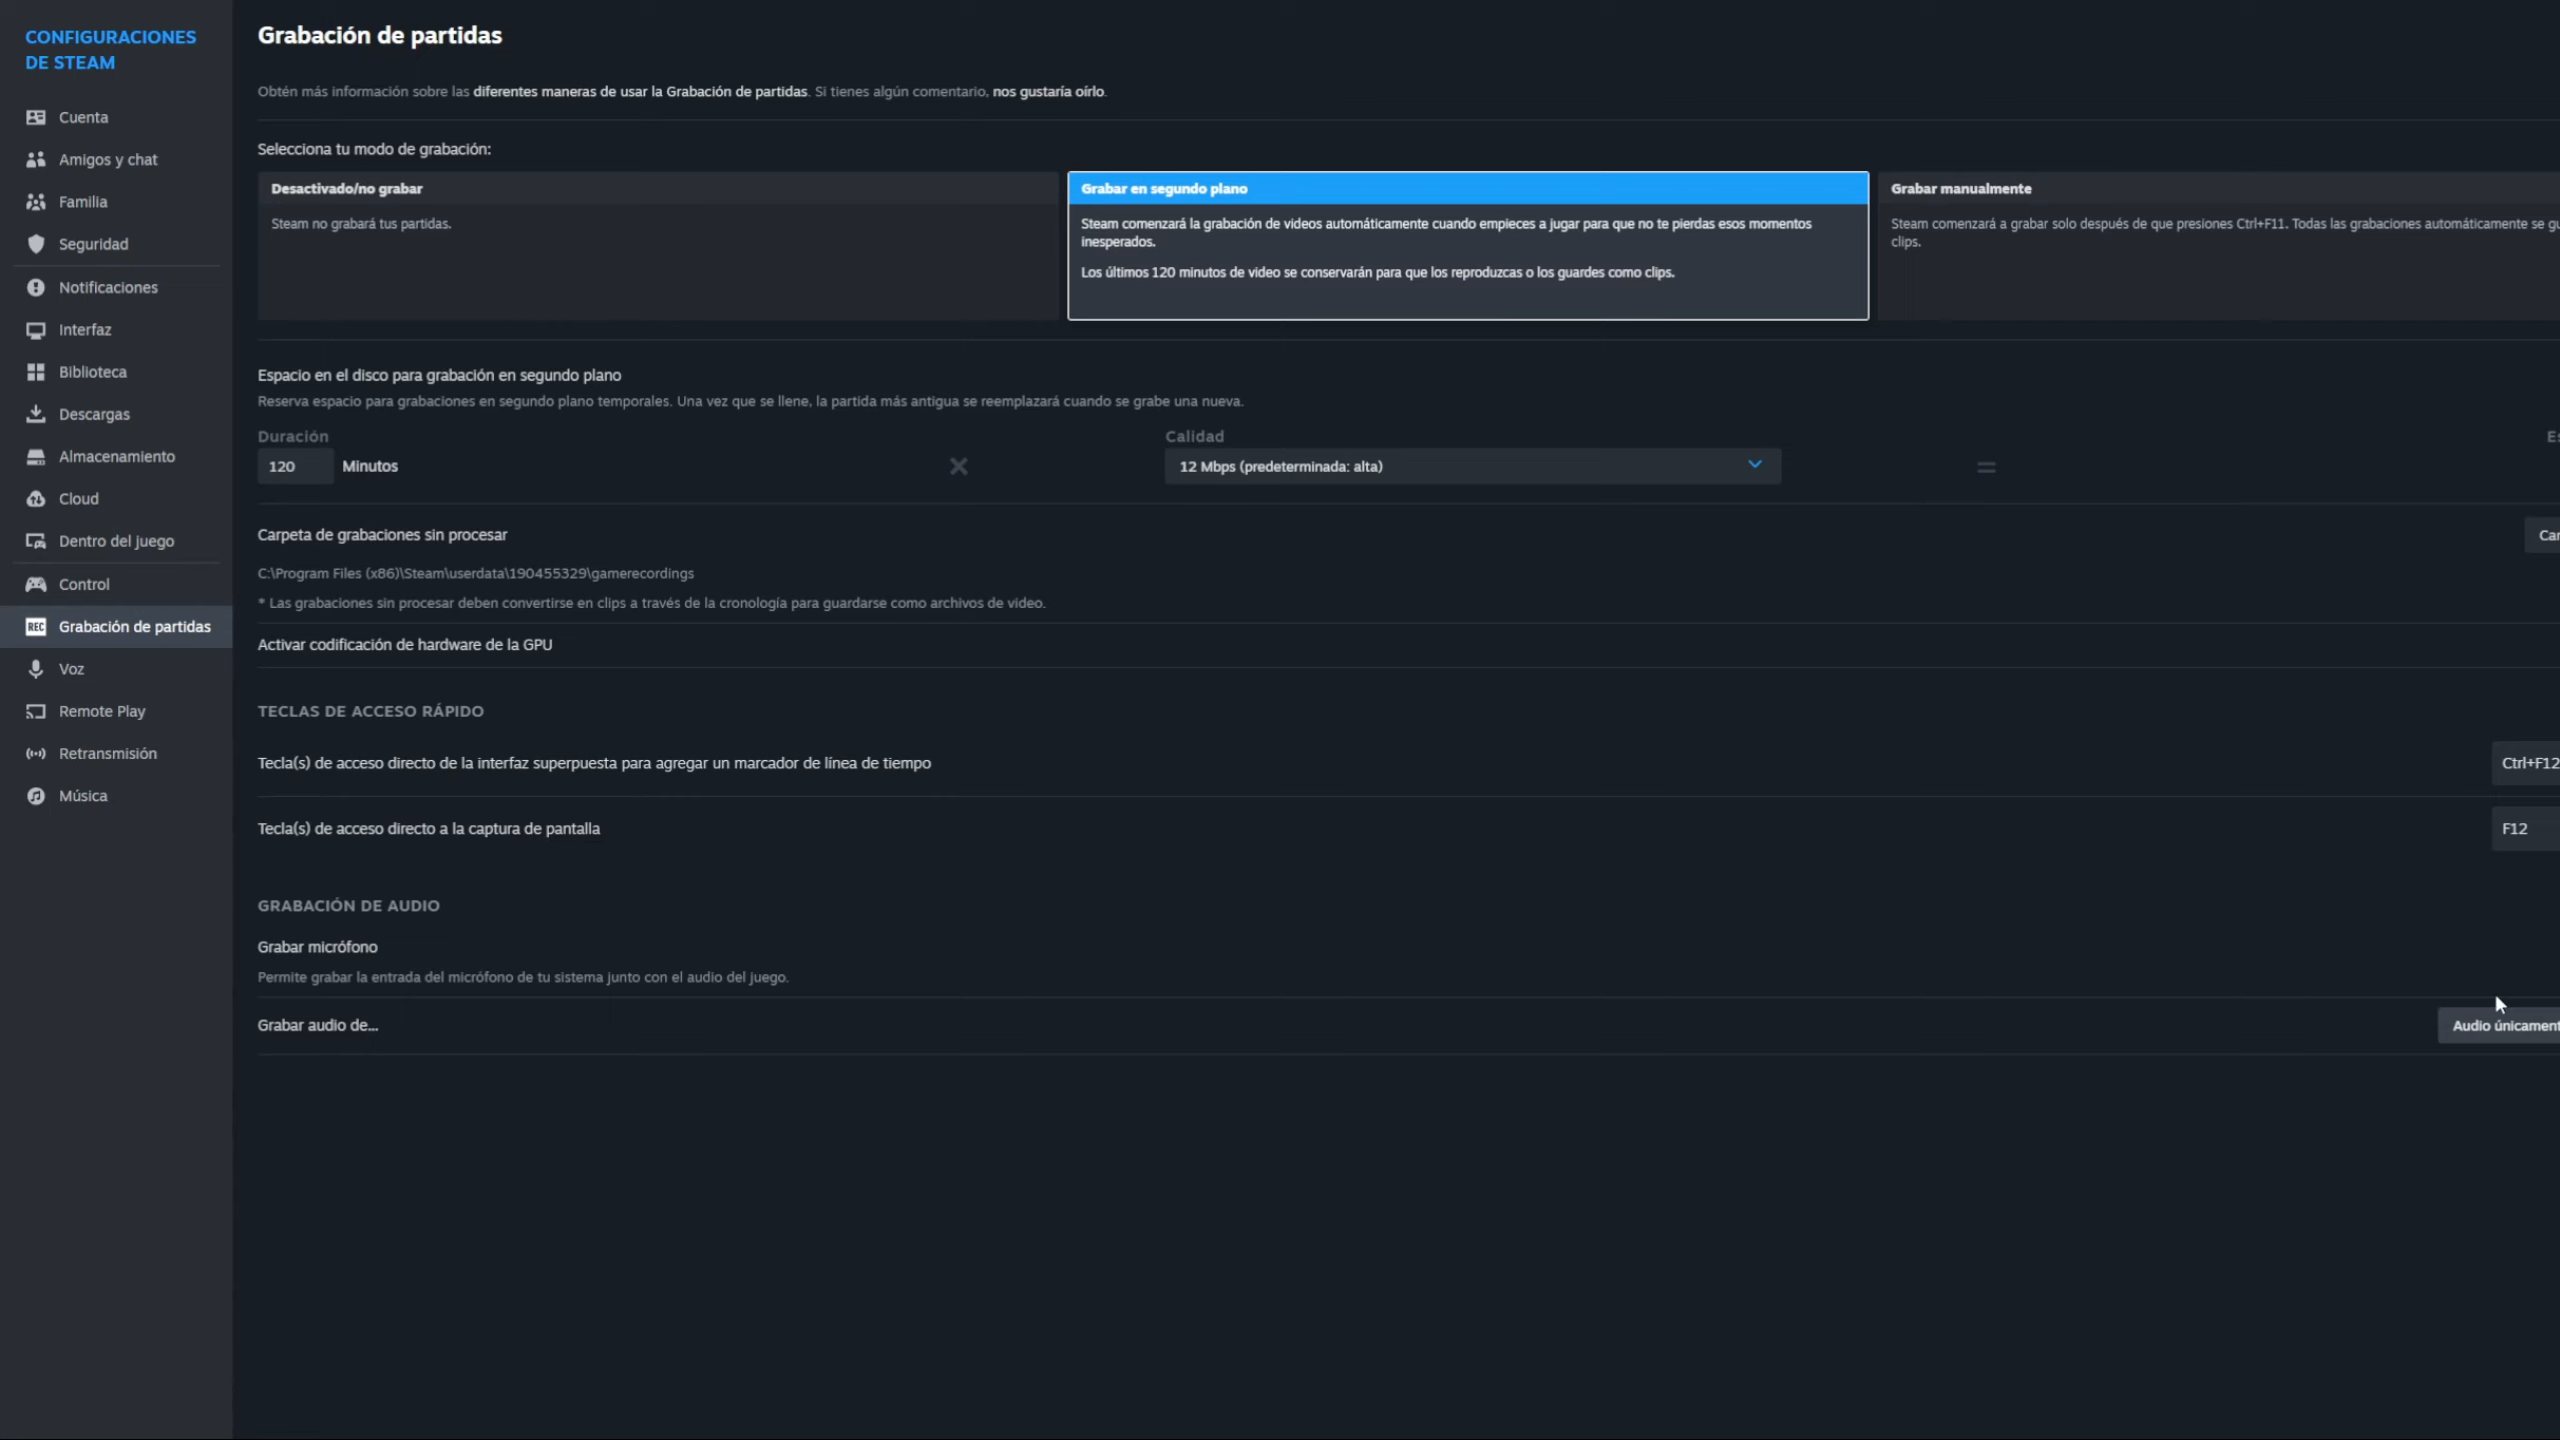 CONFIGURACIONES
DE STEAM
Cuenta
Amigos y chat
Familia
Seguridad
Notificaciones
Interfaz
Biblioteca
Descargas
Almacenamiento
Cloud
Dentro del juego
Control
REC Grabación de partidas
Voz
Remote Play
Retransmisión
Música
Grabación de partidas
Obtén más información sobre las diferentes maneras de usar la Grabación de partidas. Si tienes algún comentario, nos gustaría oírlo.
Selecciona tu modo de grabación:
Desactivado/no grabar
Steam no grabará tus partidas.
Grabar en segundo plano
Steam comenzará la grabación de videos automáticamente cuando empieces a jugar para que no te pierdas esos momentos
inesperados.
Los últimos 120 minutos de video se conservarán para que los reproduzcas o los guardes como clips.
Grabar manualmente
Steam comenzará a grabar solo después de que presiones Ctrl+F11. Todas las grabaciones automáticamente se
clips.
Espacio en el disco para grabación en segundo plano
Reserva espacio para grabaciones en segundo plano temporales. Una vez que se llene, la partida más antigua se reemplazará cuando se grabe una nueva.
Duración
120 Minutos
Calidad
12 Mbps (predeterminada: alta)
Carpeta de grabaciones sin procesar
C:\Program Files (x86)\Steam\userdata\190455329\gamerecordings
* Las grabaciones sin procesar deben convertirse en clips a través de la cronología para guardarse como archivos de video.
Activar codificación de hardware de la GPU
TECLAS DE ACCESO RÁPIDO
Tecla(s) de acceso directo de la interfaz superpuesta para agregar un marcador de línea de tiempo
Ctrl+F12
Tecla(s) de acceso directo a la captura de pantalla
F12
GRABACIÓN DE AUDIO
Grabar micrófono
Permite grabar la entrada del micrófono de tu sistema junto con el audio del juego.
Grabar audio de...
Audio únicament